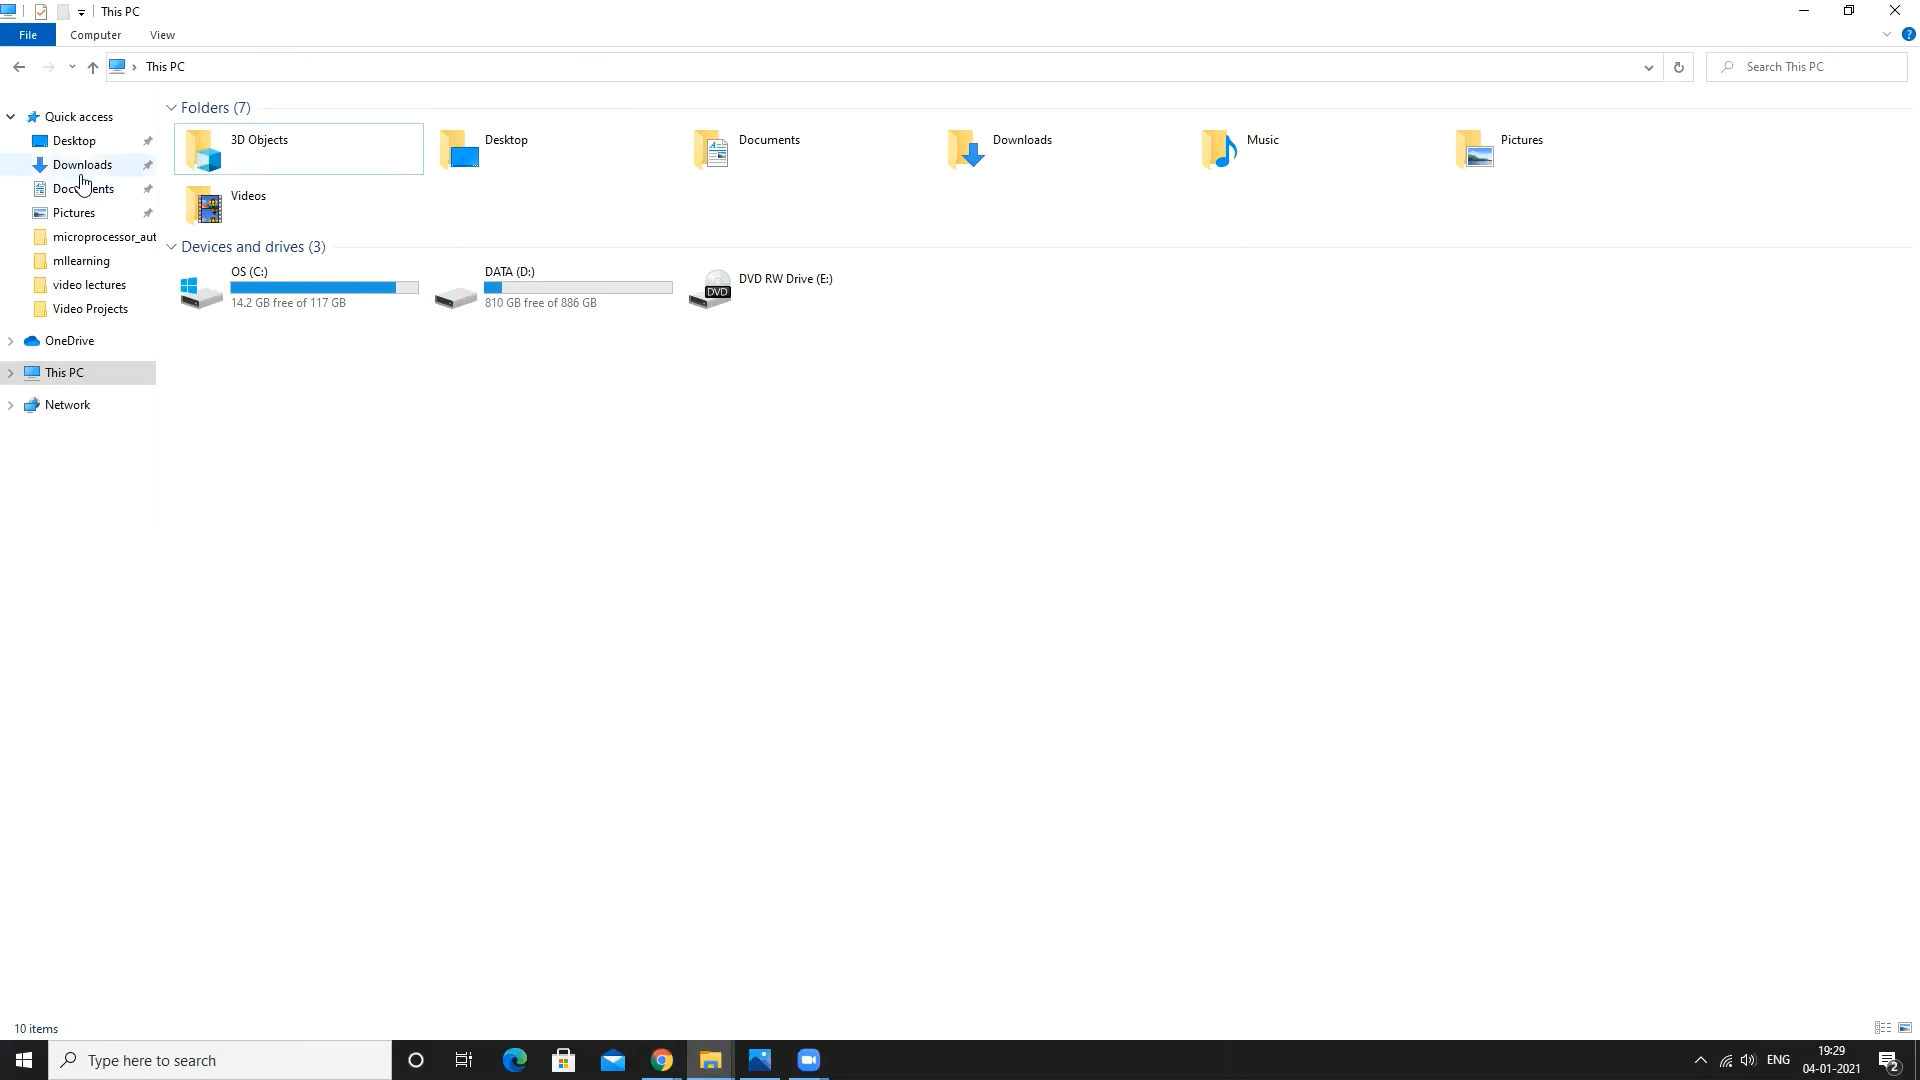 This PC
File Computer View
This PC
Search This PC
Quick access
Desktop
Downloads
Documents
Pictures
microprocessor_aut
mllearning
video lectures
Video Projects
OneDrive
This PC
Network
Folders (7)
3D Objects
Desktop
Documents
Downloads
Music
Pictures
Videos
Devices and drives (3)
OS (C:)
14.2 GB free of 117 GB
DATA (D:)
810 GB free of 886 GB
DVD
DVD RW Drive (E:)
10 items
Type here to search
ENG
19:29
04-01-2021
2